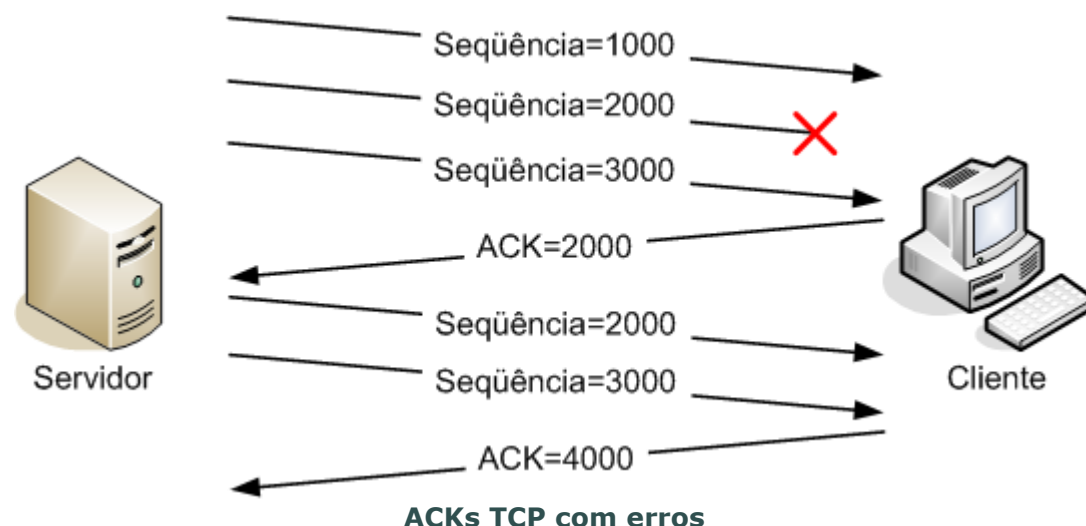 Seqüência=1000
Seqüência=2000
Seqüência=3000
ACK=2000
Seqüência=2000
Servidor
Seqüência=3000
Cliente
ACK=4000
ACKs TCP com erros